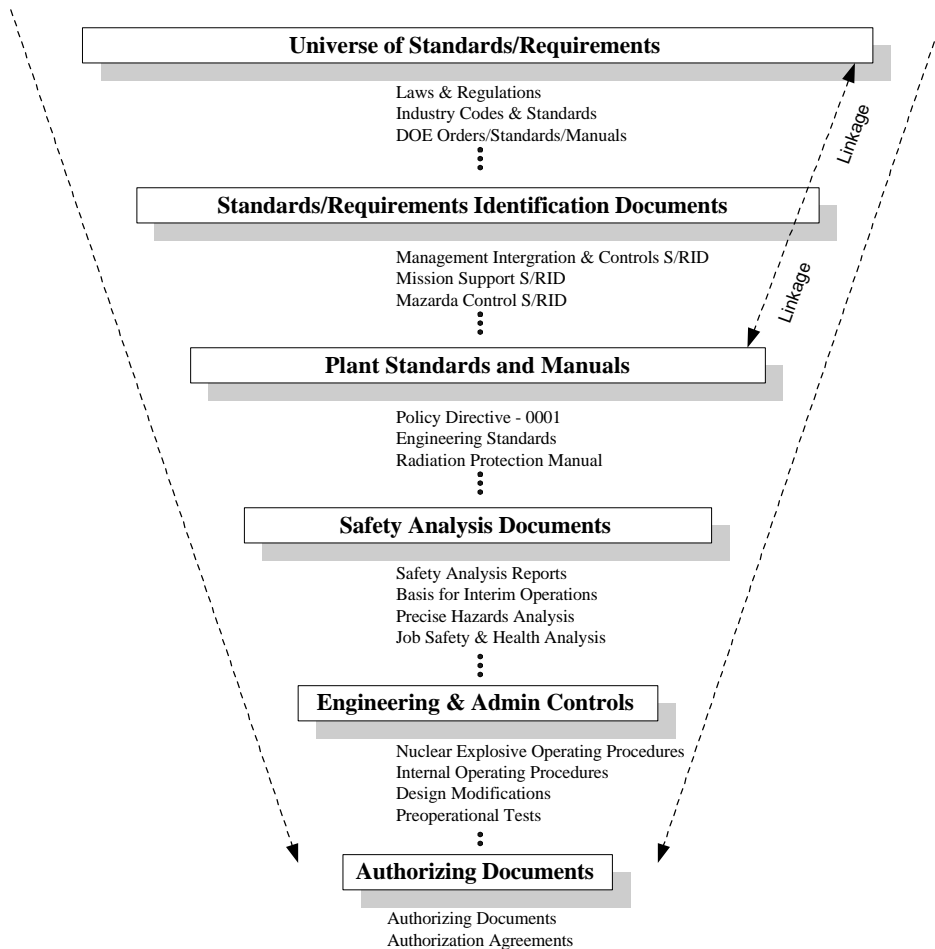 Universe of Standards/Requirements
Laws & Regulations
Industry Codes & Standards
DOE Orders/Standards/Manuals
Linkage
Standards/Requirements Identification Documents
Management Intergration & Controls S/RID
Mission Support S/RID
Mazarda Control S/RID
Linkage
Plant Standards and Manuals
Policy Directive - 0001
Engineering Standards
Radiation Protection Manual
Safety Analysis Documents
Safety Analysis Reports
Basis for Interim Operations
Precise Hazards Analysis
Job Safety & Health Analysis
Engineering & Admin Controls
Nuclear Explosive Operating Procedures
Internal Operating Procedures
Design Modifications
Preoperational Tests
Authorizing Documents
Authorizing Documents
Authorization Agreements